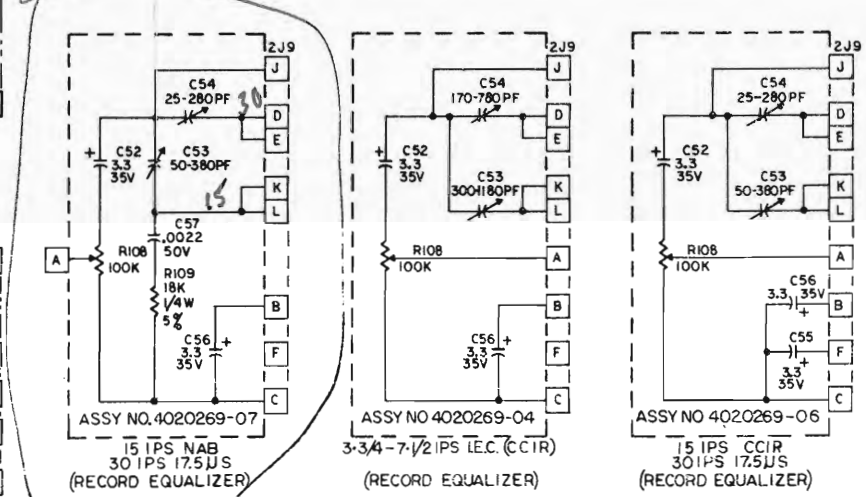 2J9
J
C54
25-280PF
30
D
E
C52
3.3
35V
+
C53
50-380PF
K
15
L
C57
.0022
50V
A
R108
100K
R109
18K
1/4W
5%
B
C56
3.3
35V
+
F
C
ASSY NO. 4020269-07
15 IPS NAB
30 IPS 17.5 µS
(RECORD EQUALIZER)
2J9
J
C54
170-780PF
D
E
C52
3.3
35V
+
C53
300-1180PF
K
L
R108
100K
A
B
C56
3.3
35V
+
F
C
ASSY NO 4020269-04
3-3/4-7-1/2 IPS I.E.C. (CCIR)
(RECORD EQUALIZER)
2J9
J
C54
25-280PF
D
E
C52
3.3
35V
+
C53
50-380PF
K
L
R108
100K
A
C56
3.3 35V
+
B
C55
3.3
35V
+
F
C
ASSY NO 4020269-06
15 IPS CCIR
30 IPS 17.5 µS
(RECORD EQUALIZER)